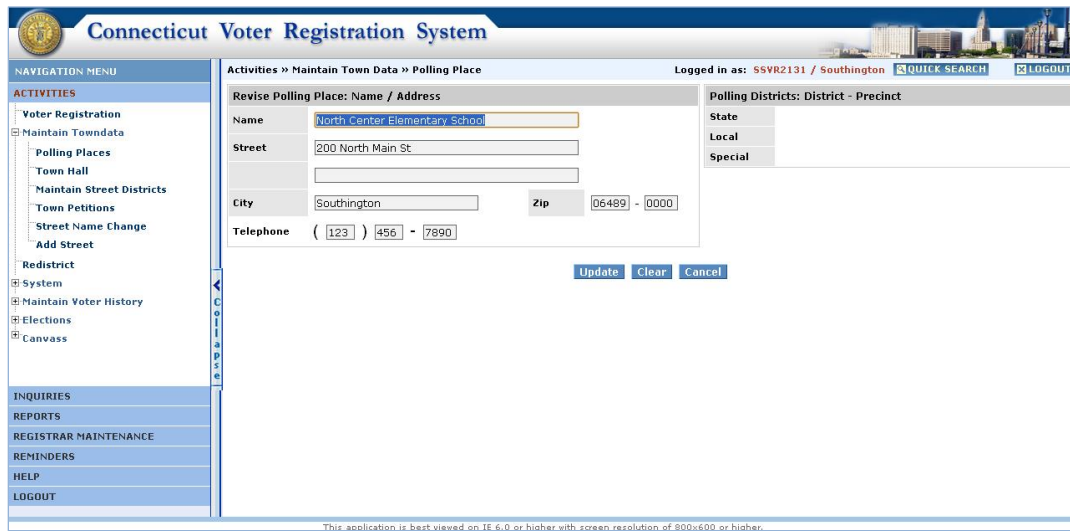 Connecticut Voter Registration System
NAVIGATION MENU
ACTIVITIES
Voter Registration
Maintain Towndata
Polling Places
Town Hall
Maintain Street Districts
Town Petitions
Street Name Change
Add Street
Redistrict
System
Maintain Voter History
Elections
Canvass
INQUIRIES
REPORTS
REGISTRAR MAINTENANCE
REMINDERS
HELP
LOGOUT
Collapse
Activities » Maintain Town Data » Polling Place
Logged in as: SSVR2131 / Southington QUICK SEARCH LOGOUT
Revise Polling Place: Name / Address
Name North Center Elementary School
Street 200 North Main St
City Southington Zip 06489 - 0000
Telephone ( 123 ) 456 - 7890
Polling Districts: District - Precinct
State
Local
Special
Update Clear Cancel
This application is best viewed on IE 6.0 or higher with screen resolution of 800x600 or higher.